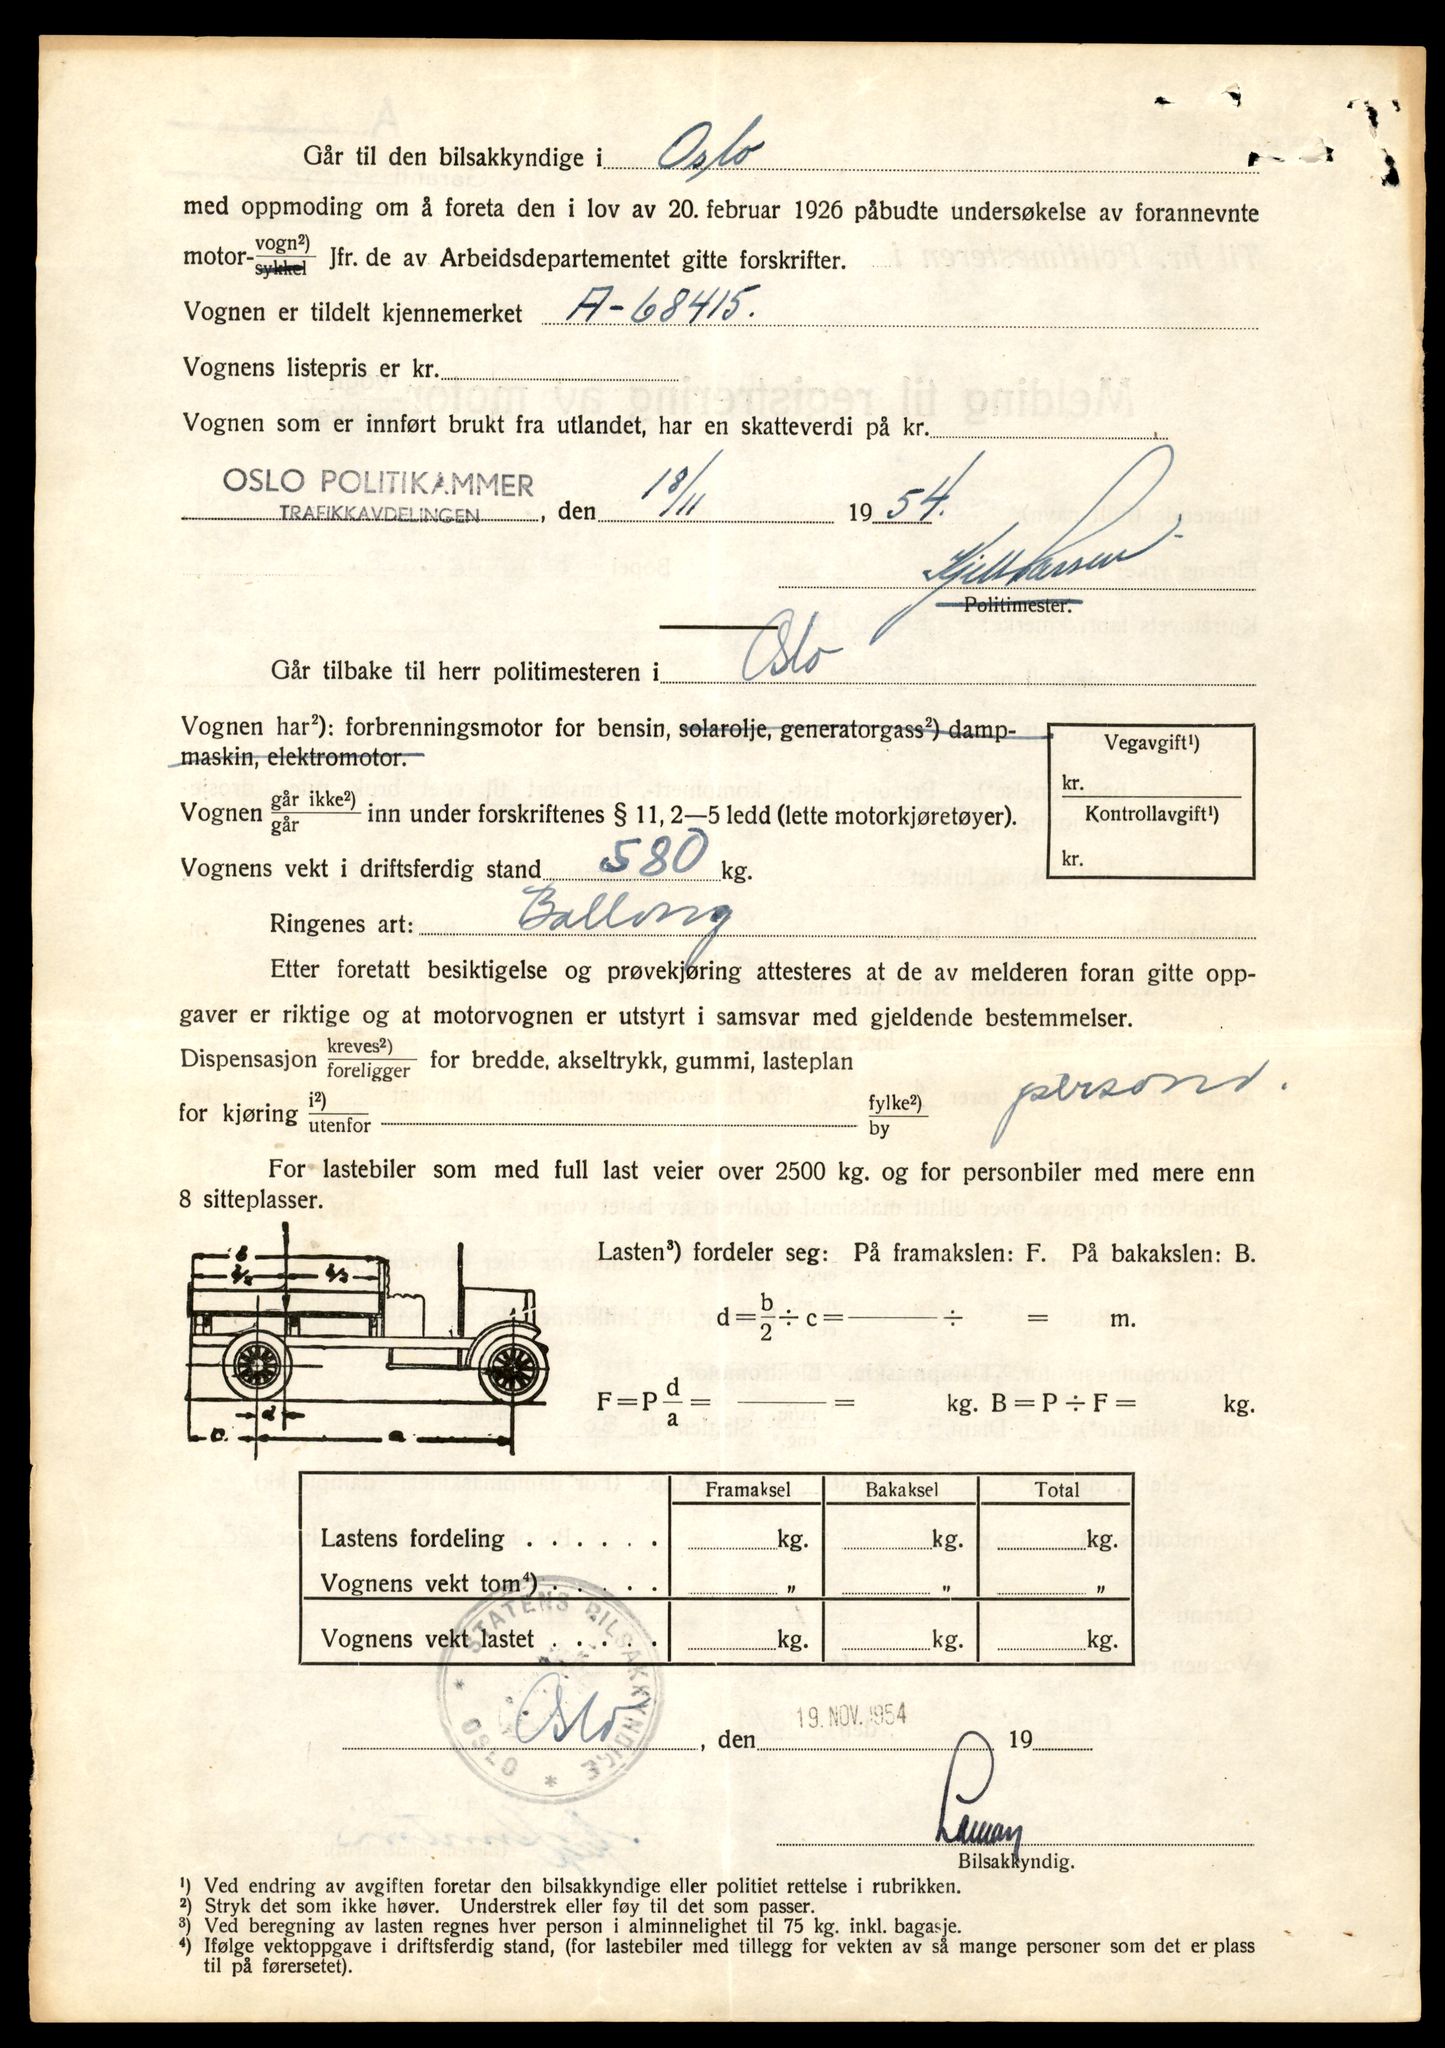 Går til den bilsakkyndige i Oslo
med oppmoding om å foreta den i lov av 20. februar 1926 påbudte undersøkelse av forannevnte
motor-vogn²)
sykkel Jfr. de av Arbeidsdepartementet gitte forskrifter.
Vognen er tildelt kjennemerket A-68415.
Vognens listepris er kr.
Vognen som er innført brukt fra utlandet, har en skatteverdi på kr.
OSLO POLITIKAMMER
TRAFIKKAVDELINGEN, den 18/11 1954.
Kjell Larsen
Politimester.
Går tilbake til herr politimesteren i Oslo
Vognen har²): forbrenningsmotor for bensin, solarolje, generatorgass²) damp-
maskin, elektromotor.
Vegavgift¹)
kr.
Kontrollavgift¹)
kr.
Vognen går ikke²)
går inn under forskriftenes § 11, 2—5 ledd (lette motorkjøretøyer).
Vognens vekt i driftsferdig stand 580 kg.
Ringenes art: Ballong
Etter foretatt besiktigelse og prøvekjøring attesteres at de av melderen foran gitte opp-
gaver er riktige og at motorvognen er utstyrt i samsvar med gjeldende bestemmelser.
Dispensasjon kreves²)
foreligger for bredde, akseltrykk, gummi, lasteplan
for kjøring i²)
utenfor fylke²)
by
personv.
For lastebiler som med full last veier over 2500 kg. og for personbiler med mere enn
8 sitteplasser.
Lasten³) fordeler seg: På framakslen: F. På bakakslen: B.
b
b/2 b/2
d = b/2 ÷ c = ——— ÷ = m.
F = P d/a = ——— = kg. B = P ÷ F = kg.
c. d a
Framaksel Bakaksel Total
Lastens fordeling . . . . . . kg. kg. kg.
Vognens vekt tom⁴) . . . . . „ „ „
Vognens vekt lastet . . . . . kg. kg. kg.
* STATENS BILSAKKYNDIGE * OSLO
Oslo, den 19. NOV. 1954 19
Bilsakkyndig.
¹) Ved endring av avgiften foretar den bilsakkyndige eller politiet rettelse i rubrikken.
²) Stryk det som ikke høver. Understrek eller føy til det som passer.
³) Ved beregning av lasten regnes hver person i alminnelighet til 75 kg. inkl. bagasje.
⁴) Ifølge vektoppgave i driftsferdig stand, (for lastebiler med tillegg for vekten av så mange personer som det er plass
til på førersetet).